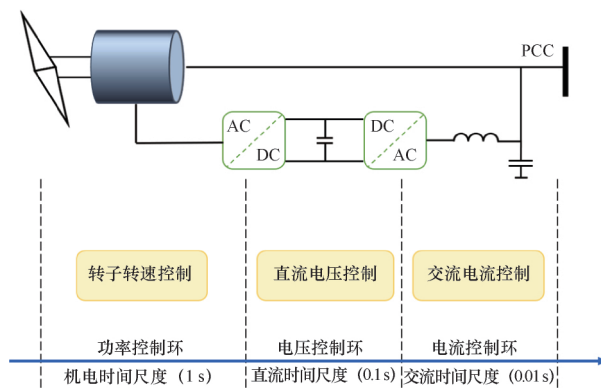 PCC
AC
DC
DC
AC
转子转速控制
直流电压控制
交流电流控制
功率控制环
电压控制环
电流控制环
机电时间尺度（1 s）
直流时间尺度（0.1 s）
交流时间尺度（0.01 s）